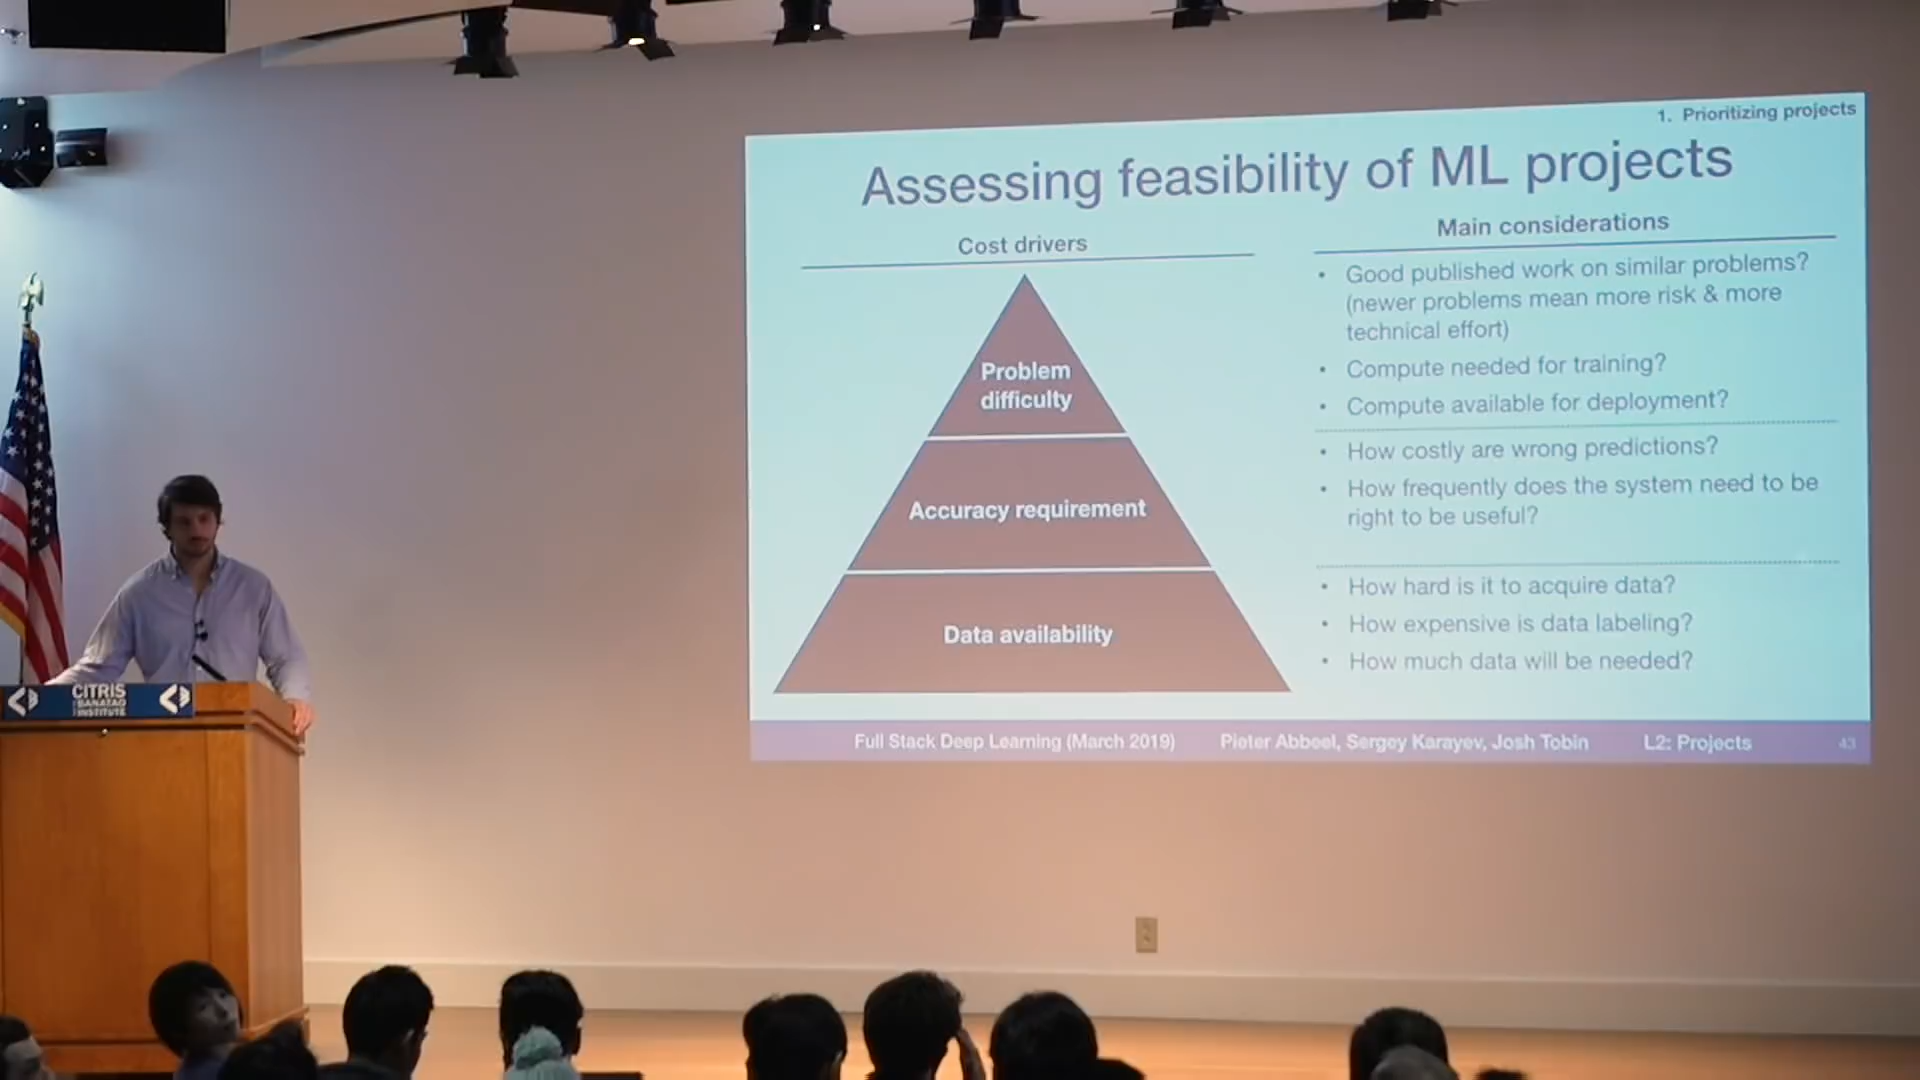 1. Prioritizing projects
Assessing feasibility of ML projects
Cost drivers
Problem
difficulty
Accuracy requirement
Data availability
Main considerations
• Good published work on similar problems?
(newer problems mean more risk & more
technical effort)
• Compute needed for training?
• Compute available for deployment?
• How costly are wrong predictions?
• How frequently does the system need to be
right to be useful?
• How hard is it to acquire data?
• How expensive is data labeling?
• How much data will be needed?
Full Stack Deep Learning (March 2019) Pieter Abbeel, Sergey Karayev, Josh Tobin L2: Projects 43
CITRIS
BANATAO
INSTITUTE